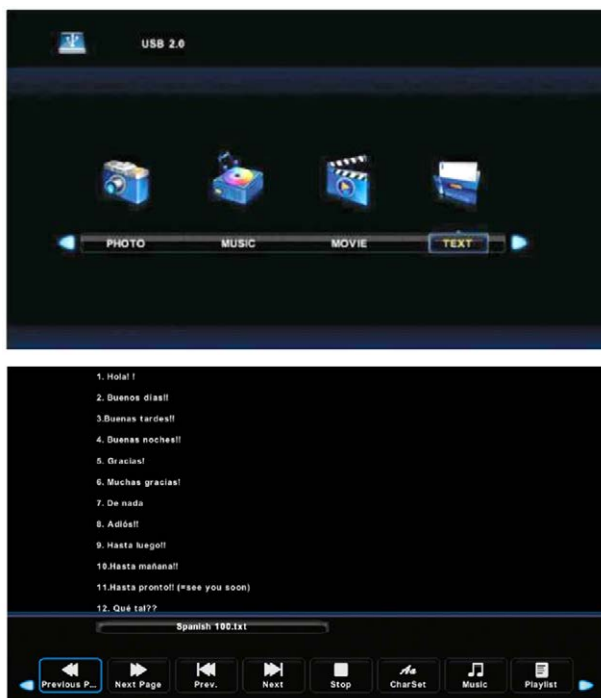 USB 2.0
PHOTO MUSIC MOVIE TEXT
1. Hola! !
2. Buenos días!!
3.Buenas tardes!!
4. Buenas noches!!
5. Gracias!
6. Muchas gracias!
7. De nada
8. Adiós!!
9. Hasta luego!!
10.Hasta mañana!!
11.Hasta pronto!! (=see you soon)
12. Qué tal??
Spanish 100.txt
Previous P... Next Page Prev. Next Stop Aa CharSet Music Playlist